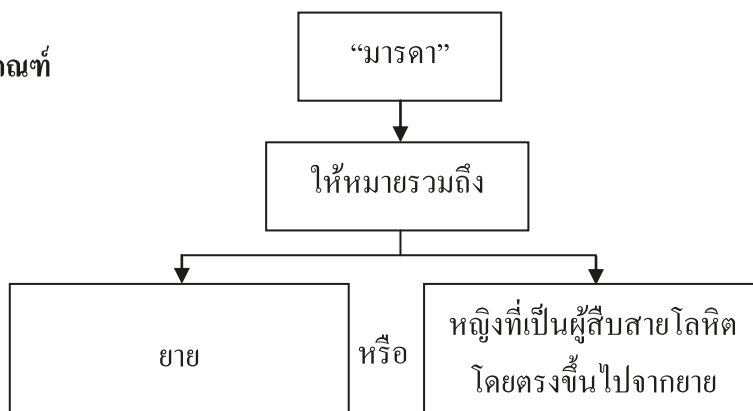 “มารดา”
ให้หมายรวมถึง
ยาย
หรือ
หญิงที่เป็นผู้สืบสายโลหิต
โดยตรงขึ้นไปจากยาย